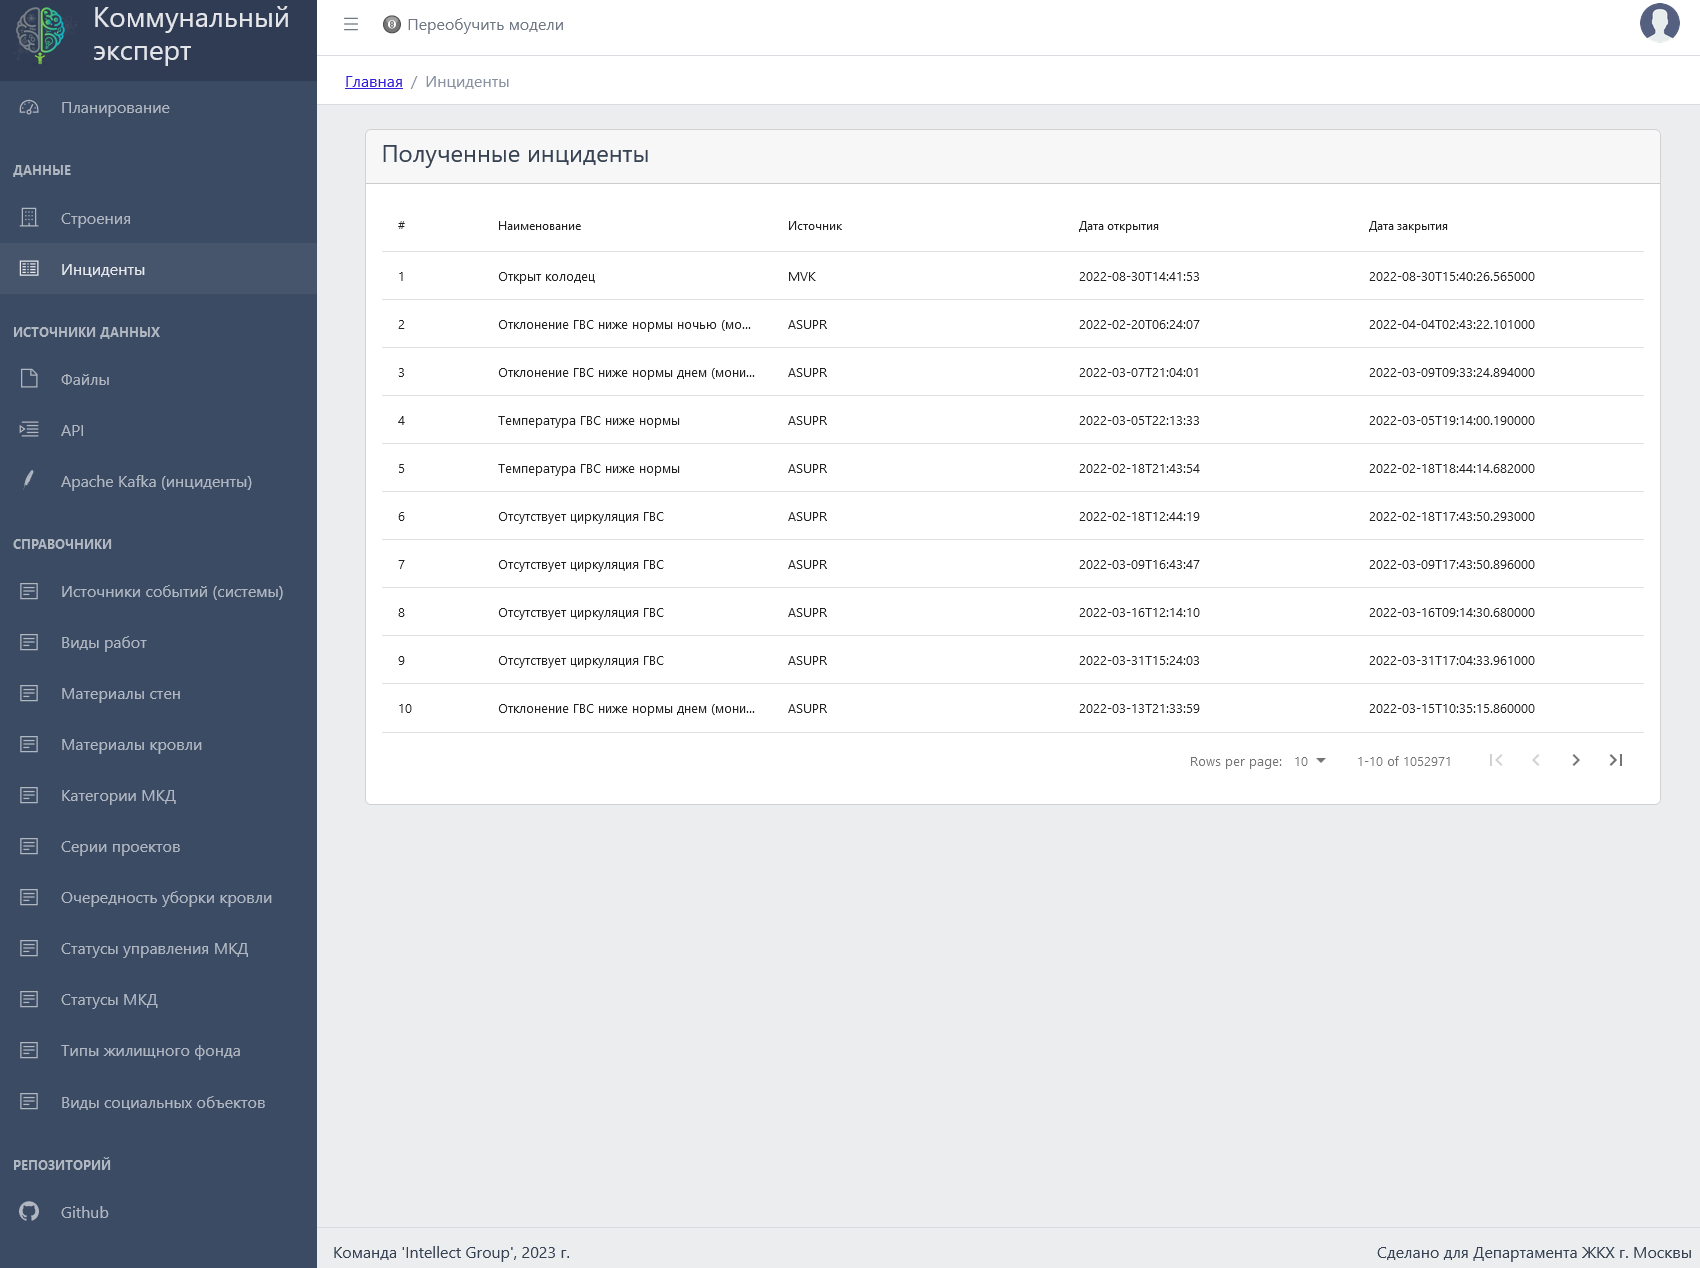 Коммунальный
эксперт
Планирование
ДАННЫЕ
Строения
Инциденты
ИСТОЧНИКИ ДАННЫХ
Файлы
API
Apache Kafka (инциденты)
СПРАВОЧНИКИ
Источники событий (системы)
Виды работ
Материалы стен
Материалы кровли
Категории МКД
Серии проектов
Очередность уборки кровли
Статусы управления МКД
Статусы МКД
Типы жилищного фонда
Виды социальных объектов
РЕПОЗИТОРИЙ
Github
Переобучить модели
Главная / Инциденты
Полученные инциденты
# Наименование Источник Дата открытия Дата закрытия
1 Открыт колодец MVK 2022-08-30T14:41:53 2022-08-30T15:40:26.565000
2 Отклонение ГВС ниже нормы ночью (мо... ASUPR 2022-02-20T06:24:07 2022-04-04T02:43:22.101000
3 Отклонение ГВС ниже нормы днем (мони... ASUPR 2022-03-07T21:04:01 2022-03-09T09:33:24.894000
4 Температура ГВС ниже нормы ASUPR 2022-03-05T22:13:33 2022-03-05T19:14:00.190000
5 Температура ГВС ниже нормы ASUPR 2022-02-18T21:43:54 2022-02-18T18:44:14.682000
6 Отсутствует циркуляция ГВС ASUPR 2022-02-18T12:44:19 2022-02-18T17:43:50.293000
7 Отсутствует циркуляция ГВС ASUPR 2022-03-09T16:43:47 2022-03-09T17:43:50.896000
8 Отсутствует циркуляция ГВС ASUPR 2022-03-16T12:14:10 2022-03-16T09:14:30.680000
9 Отсутствует циркуляция ГВС ASUPR 2022-03-31T15:24:03 2022-03-31T17:04:33.961000
10 Отклонение ГВС ниже нормы днем (мони... ASUPR 2022-03-13T21:33:59 2022-03-15T10:35:15.860000
Rows per page: 10 1-10 of 1052971
Команда 'Intellect Group', 2023 г. Сделано для Департамента ЖКХ г. Москвы